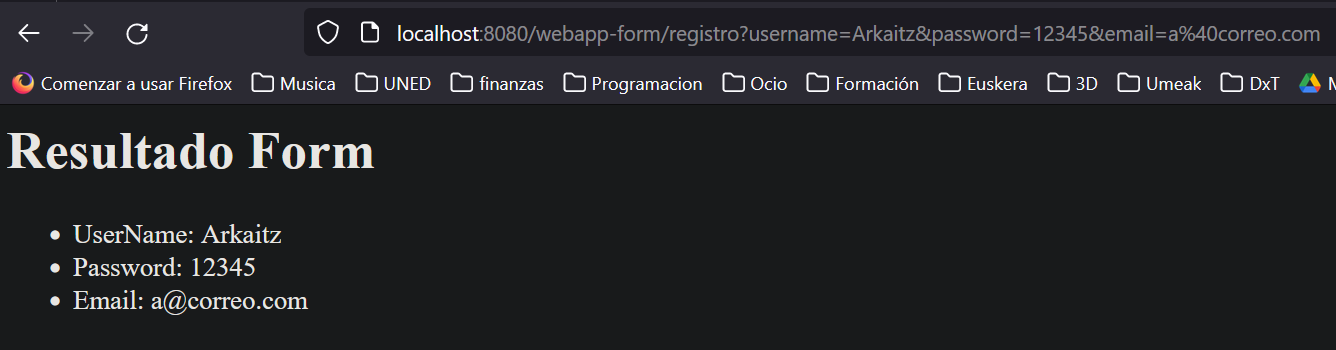 localhost:8080/webapp-form/registro?username=Arkaitz&password=12345&email=a%40correo.com
Comenzar a usar Firefox Musica UNED finanzas Programacion Ocio Formación Euskera 3D Umeak DxT
Resultado Form
• UserName: Arkaitz
• Password: 12345
• Email: a@correo.com